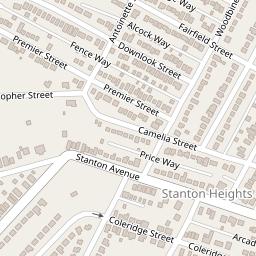 Antoinette
Alcock Way
Woodbine
Fairfield Street
Premier Street
Fence Way
Downlook Street
opher Street
Premier Street
Camelia Street
Price Way
Stanton Avenue
Stanton Heights
Coleridge Street
Arcad
Colerid